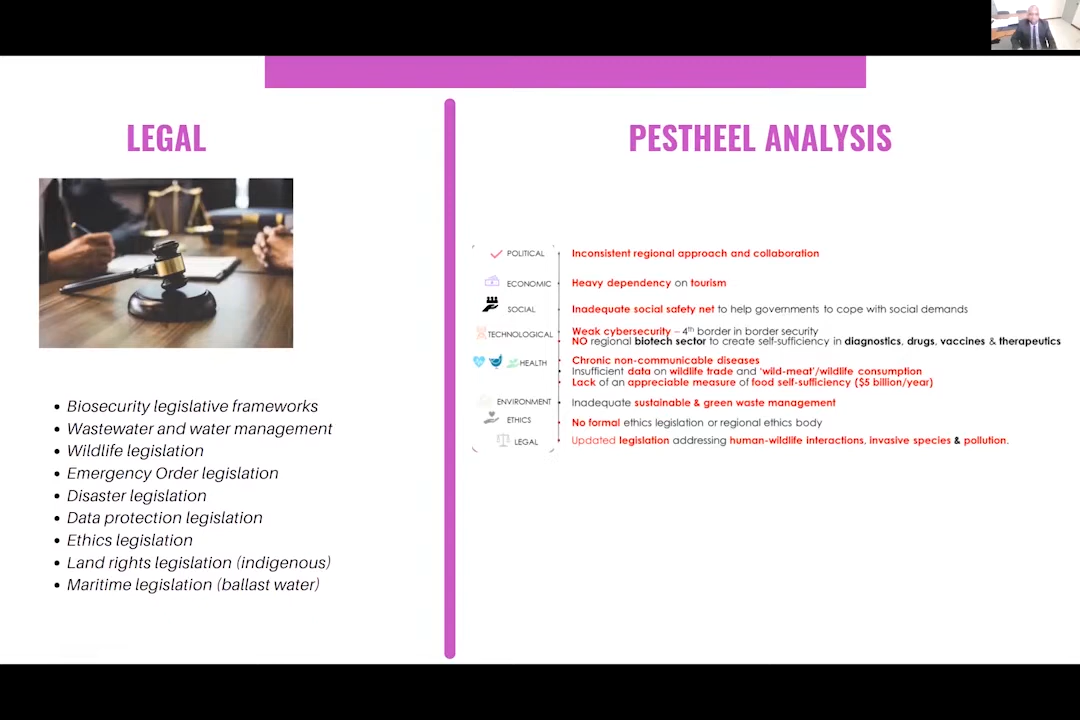 LEGAL
Biosecurity legislative frameworks
Wastewater and water management
Wildlife legislation
Emergency Order legislation
Disaster legislation
Data protection legislation
Ethics legislation
Land rights legislation (indigenous)
Maritime legislation (ballast water)
PESTHEEL ANALYSIS
POLITICAL Inconsistent regional approach and collaboration
ECONOMIC Heavy dependency on tourism
SOCIAL Inadequate social safety net to help governments to cope with social demands
TECHNOLOGICAL Weak cybersecurity – 4th border in border security
NO regional biotech sector to create self-sufficiency in diagnostics, drugs, vaccines & therapeutics
HEALTH Chronic non-communicable diseases
Insufficient data on wildlife trade and 'wild-meat'/wildlife consumption
Lack of an appreciable measure of food self-sufficiency ($5 billion/year)
ENVIRONMENT Inadequate sustainable & green waste management
ETHICS No formal ethics legislation or regional ethics body
LEGAL Updated legislation addressing human-wildlife interactions, invasive species & pollution.